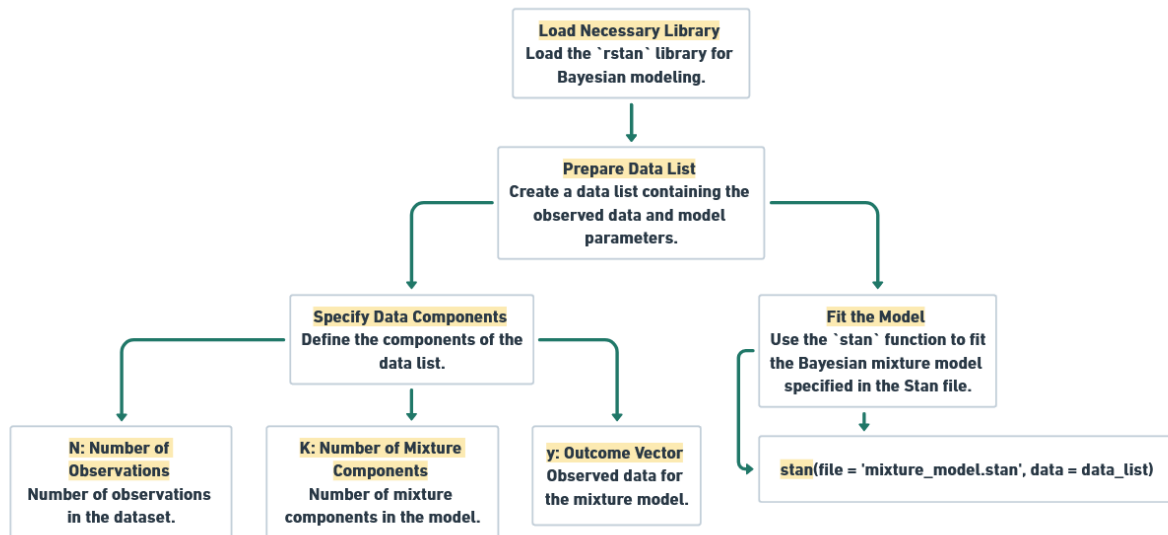 Load Necessary Library
Load the `rstan` library for
Bayesian modeling.
Prepare Data List
Create a data list containing the
observed data and model
parameters.
Specify Data Components
Define the components of the
data list.
Fit the Model
Use the `stan` function to fit
the Bayesian mixture model
specified in the Stan file.
N: Number of
Observations
Number of observations
in the dataset.
K: Number of Mixture
Components
Number of mixture
components in the model.
y: Outcome Vector
Observed data for
the mixture model.
stan(file = 'mixture_model.stan', data = data_list)